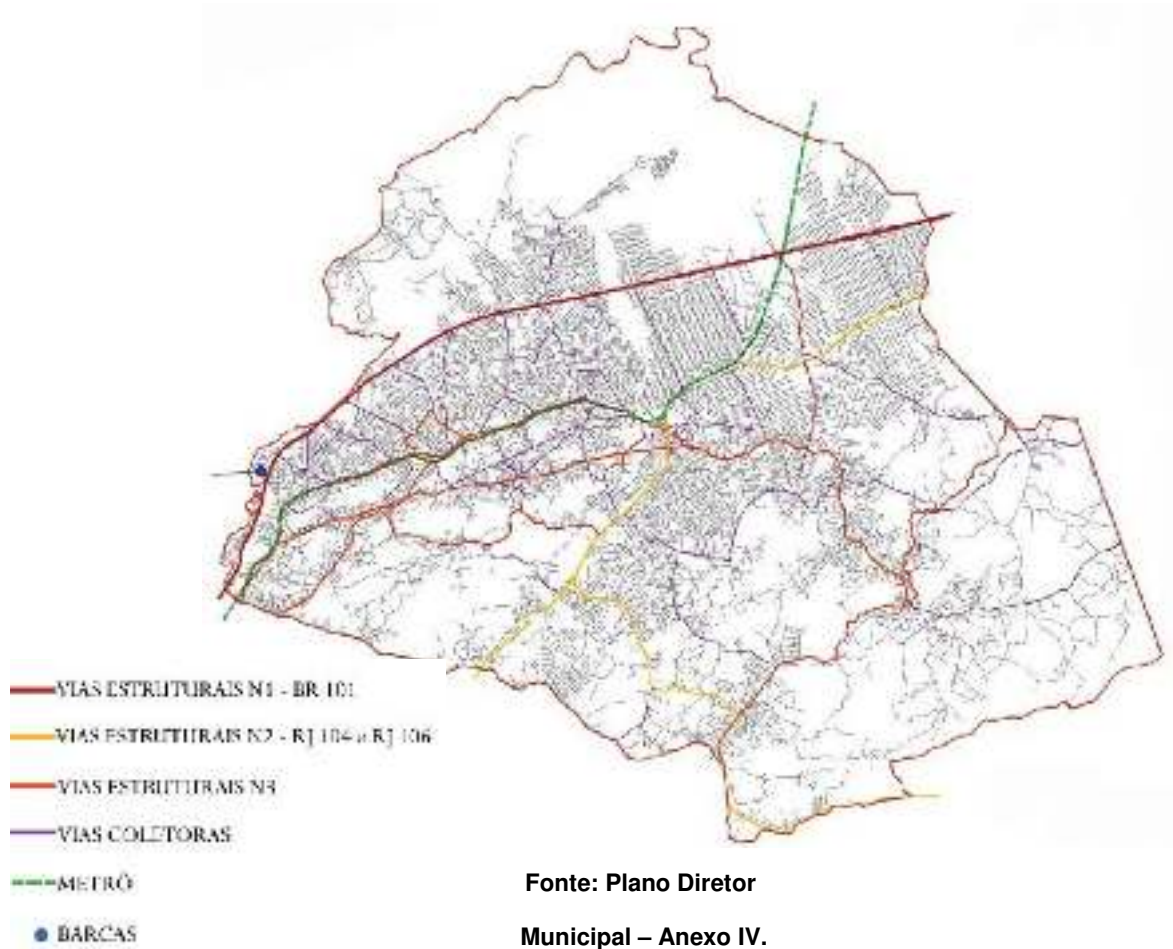 VIAS ESTRUTURAIS N1 - BR 101
VIAS ESTRUTURAIS N2 - RJ 104 e RJ 106
VIAS ESTRUTURAIS N3
VIAS COLETORAS
METRÔ
BARCAS
Fonte: Plano Diretor
Municipal – Anexo IV.